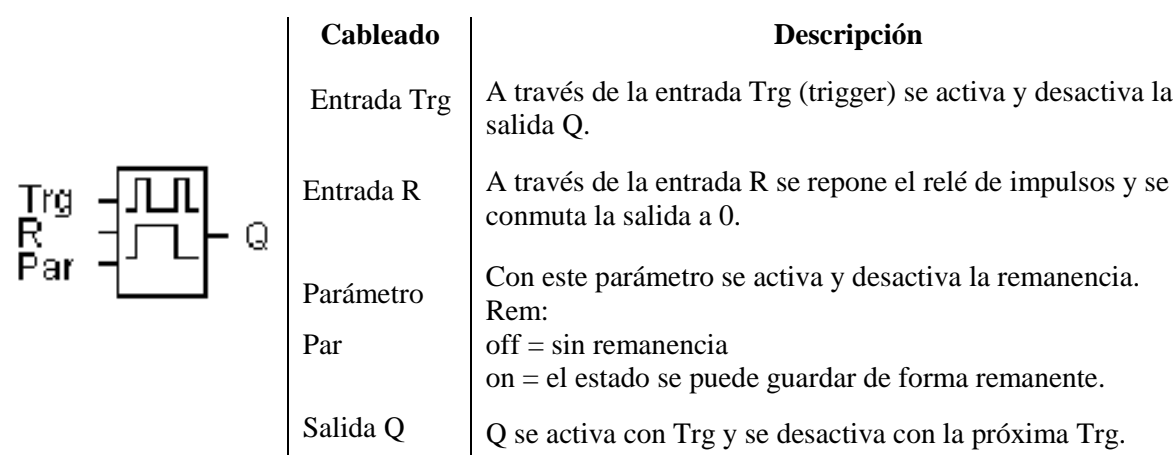 Cableado Descripción
Entrada Trg A través de la entrada Trg (trigger) se activa y desactiva la
salida Q.
Entrada R A través de la entrada R se repone el relé de impulsos y se
conmuta la salida a 0.
Trg
R Q
Par
Parámetro Con este parámetro se activa y desactiva la remanencia.
Rem:
Par off = sin remanencia
on = el estado se puede guardar de forma remanente.
Salida Q Q se activa con Trg y se desactiva con la próxima Trg.